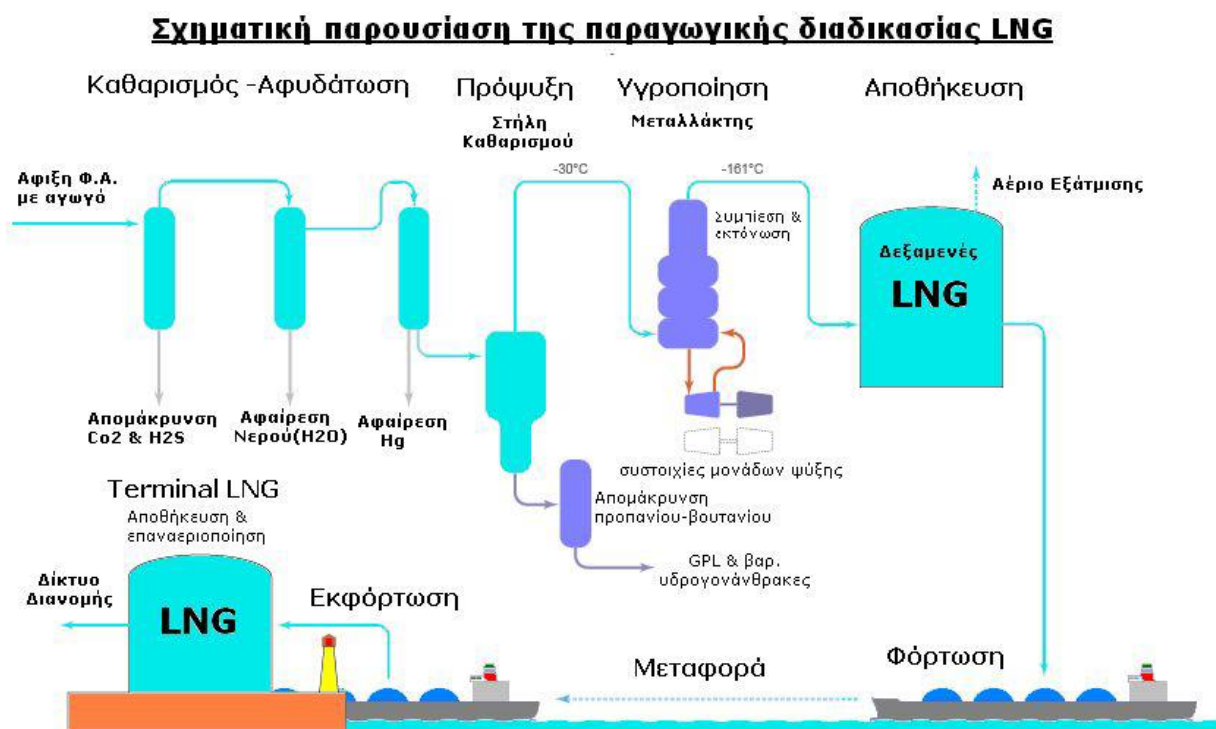 Σχηματική παρουσίαση της παραγωγικής διαδικασίας LNG
Καθαρισμός -Αφυδάτωση
Πρόψυξη
Υγροποίηση
Αποθήκευση
Στήλη
Καθαρισμού
Μεταλλάκτης
-30°C
-161°C
Αφιξη Φ.Α.
με αγωγό
Αέριο Εξάτμισης
Συμπίεση &
εκτόνωση
Δεξαμενές
LNG
Απομάκρυνση
Co2 & H2S
Αφαίρεση
Νερού(H2O)
Αφαίρεση
Hg
συστοιχίες μονάδων ψύξης
Απομάκρυνση
προπανίου-βουτανίου
GPL & βαρ.
υδρογονάνθρακες
Terminal LNG
Αποθήκευση &
επαναεριοποίηση
Δίκτυο
Διανομής
LNG
Εκφόρτωση
Μεταφορά
Φόρτωση